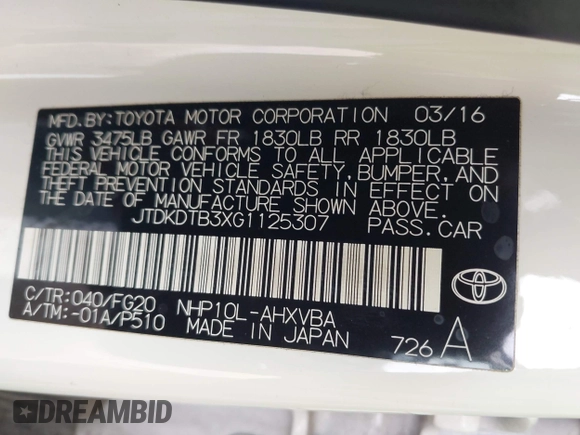 MFD.BY:TOYOTA MOTOR CORPORATION 03/16
GVWR 3475LB GAWR FR 1830LB RR 1830LB
THIS VEHICLE CONFORMS TO ALL APPLICABLE
FEDERAL MOTOR VEHICLE SAFETY,BUMPER,AND
THEFT PREVENTION STANDARDS IN EFFECT ON
THE DATE OF MANUFACTURE SHOWN ABOVE.
JTDKDTB3XG1125307 PASS.CAR
C/TR:040/FG20 NHP10L-AHXVBA
A/TM:-01A/P510 MADE IN JAPAN 726 A
DREAMBID